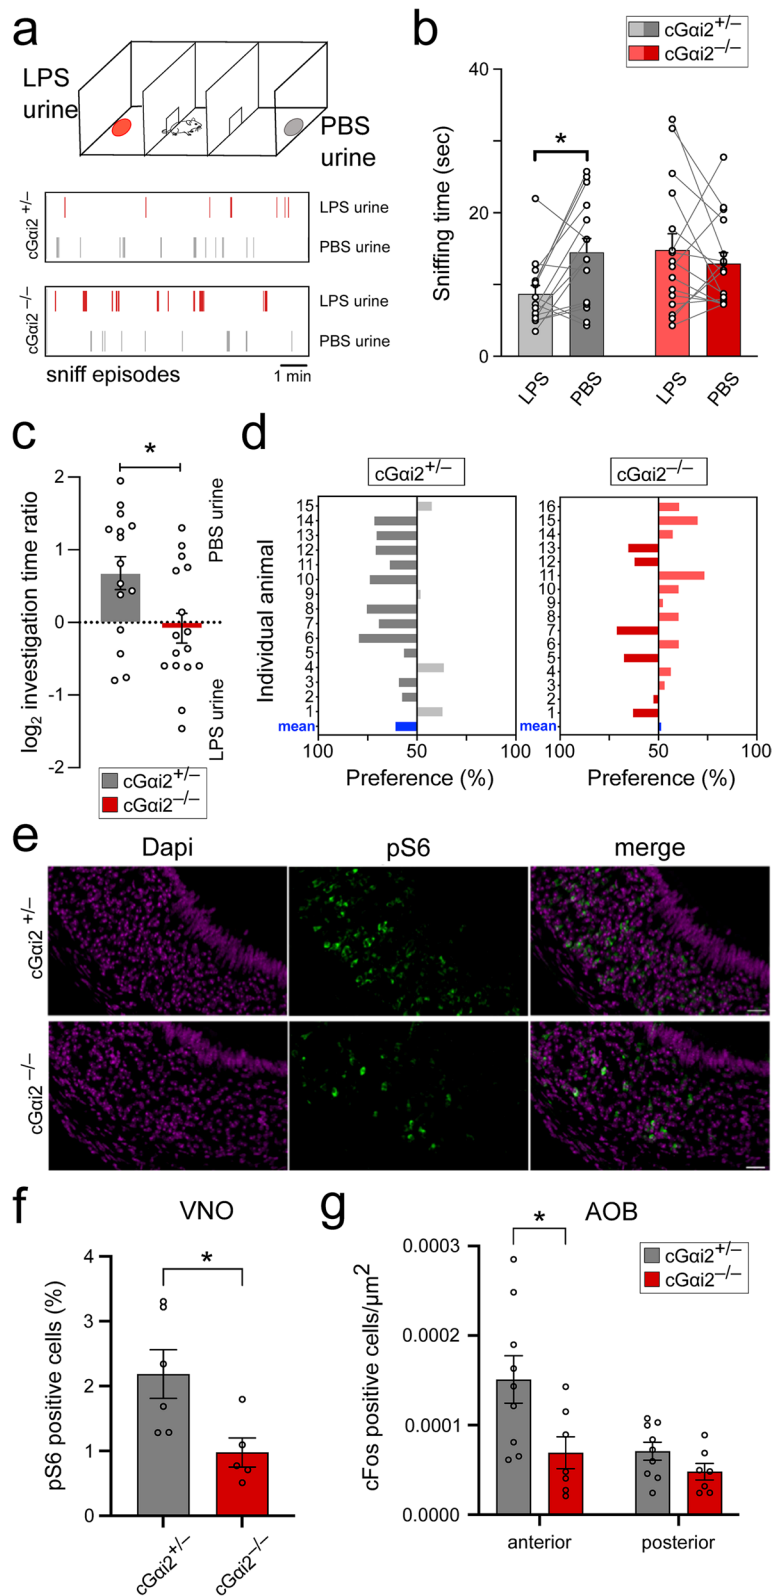 a
LPS
urine
PBS
urine
cGαi2 +/–
LPS urine
PBS urine
cGαi2 –/–
LPS urine
PBS urine
sniff episodes
1 min
b
cGαi2+/–
cGαi2–/–
Sniffing time (sec)
40
20
0
*
LPS
PBS
LPS
PBS
c
log2 investigation time ratio
2
1
0
-1
-2
*
PBS urine
LPS urine
cGαi2+/–
cGαi2–/–
d
cGαi2+/–
Individual animal
15
14
13
12
11
10
9
8
7
6
5
4
3
2
1
mean
100
50
100
Preference (%)
cGαi2–/–
16
15
14
13
12
11
10
9
8
7
6
5
4
3
2
1
mean
100
50
100
Preference (%)
e
Dapi
pS6
merge
cGαi2 +/–
cGαi2 –/–
f
VNO
pS6 positive cells (%)
4
3
2
1
0
*
cGαi2+/–
cGαi2–/–
g
AOB
cFos positive cells/µm2
0.0003
0.0002
0.0001
0.0000
*
cGαi2+/–
cGαi2–/–
anterior
posterior